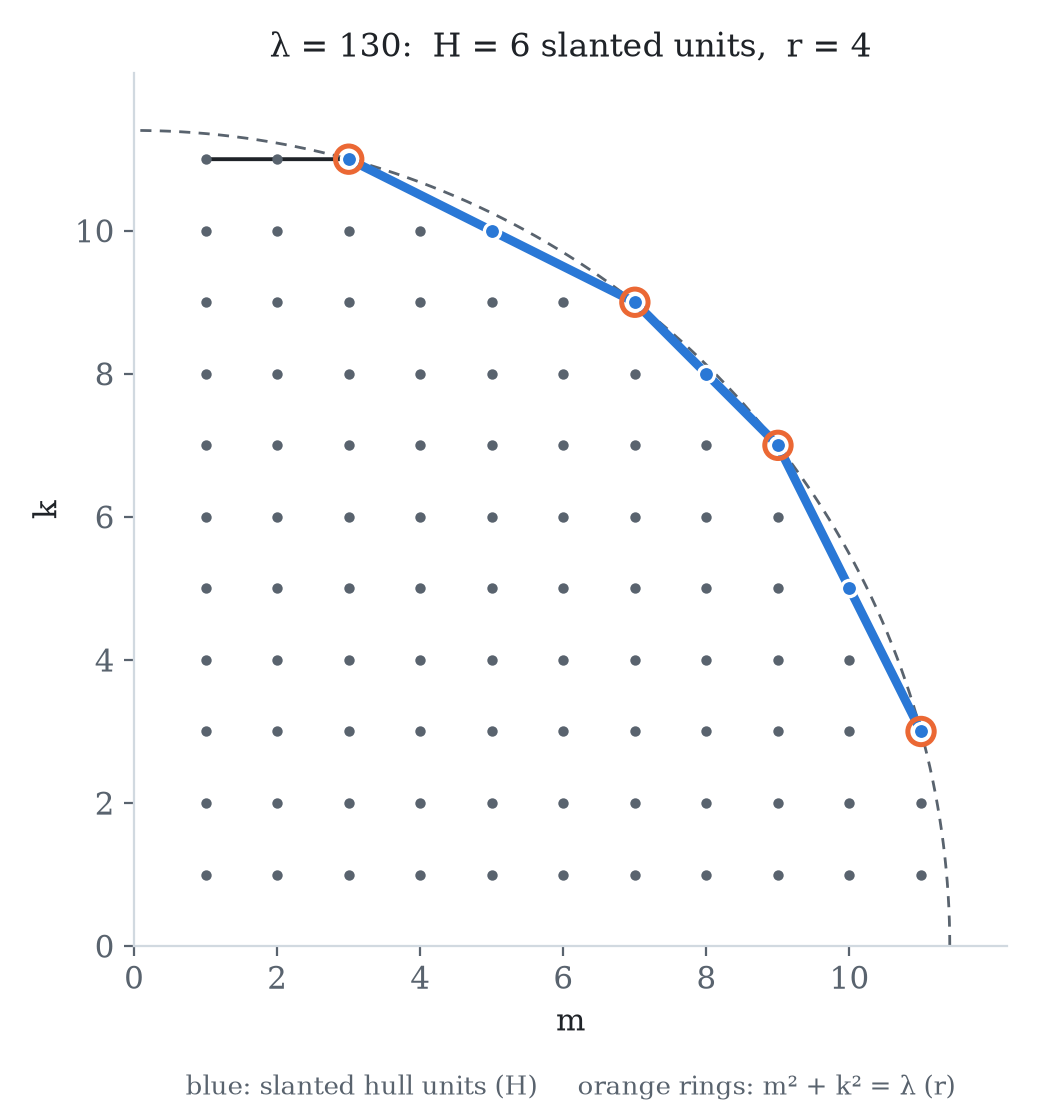 λ = 130:  H = 6 slanted units,  r = 4
10
8
6
4
2
0
k
0 2 4 6 8 10
m
blue: slanted hull units (H)     orange rings: m² + k² = λ (r)